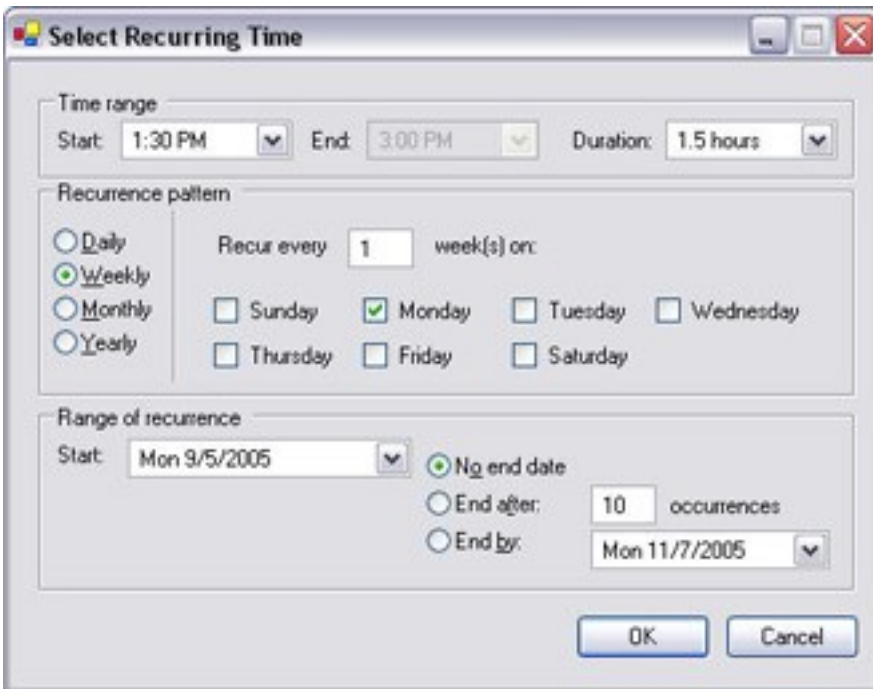 Select Recurring Time
Time range
Start: 1:30 PM End: 3:00 PM Duration: 1.5 hours
Recurrence pattern
Daily
Recur every 1 week(s) on:
Weekly
Monthly
Sunday Monday Tuesday Wednesday
Yearly
Thursday Friday Saturday
Range of recurrence
Start: Mon 9/5/2005
No end date
End after: 10 occurrences
End by: Mon 11/7/2005
OK Cancel